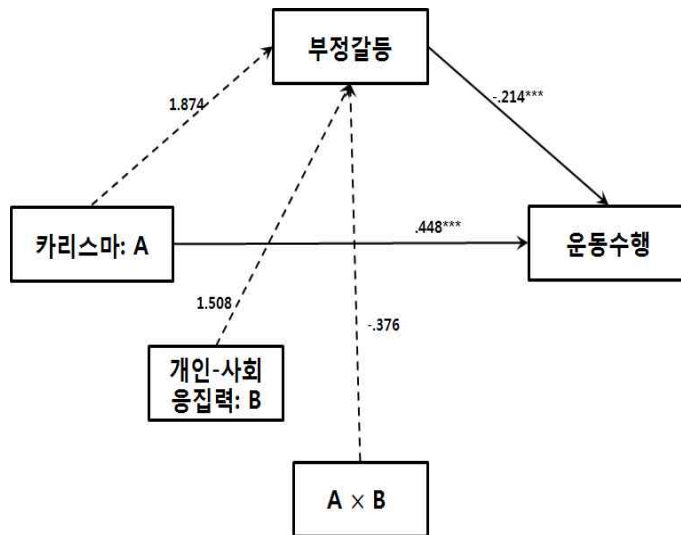 부정갈등
1.874
-.214***
카리스마: A
.448***
운동수행
1.508
-.376
개인-사회
응집력: B
A × B